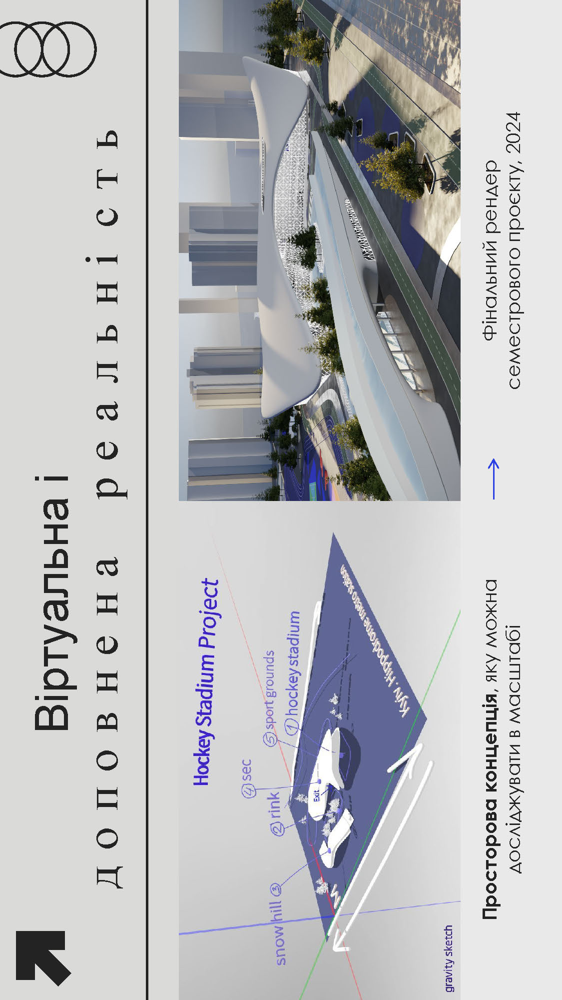 Віртуальна і
доповнена реальність
Hockey Stadium Project
4 sec
5 sport grounds
2 rink
1 hockey stadium
snow hill 3
Exit
M
Kyiv. Hippodrome metro station
gravity sketch
Просторова концепція, яку можна
досліджувати в масштабі
Фінальний рендер
семестрового проєкту, 2024